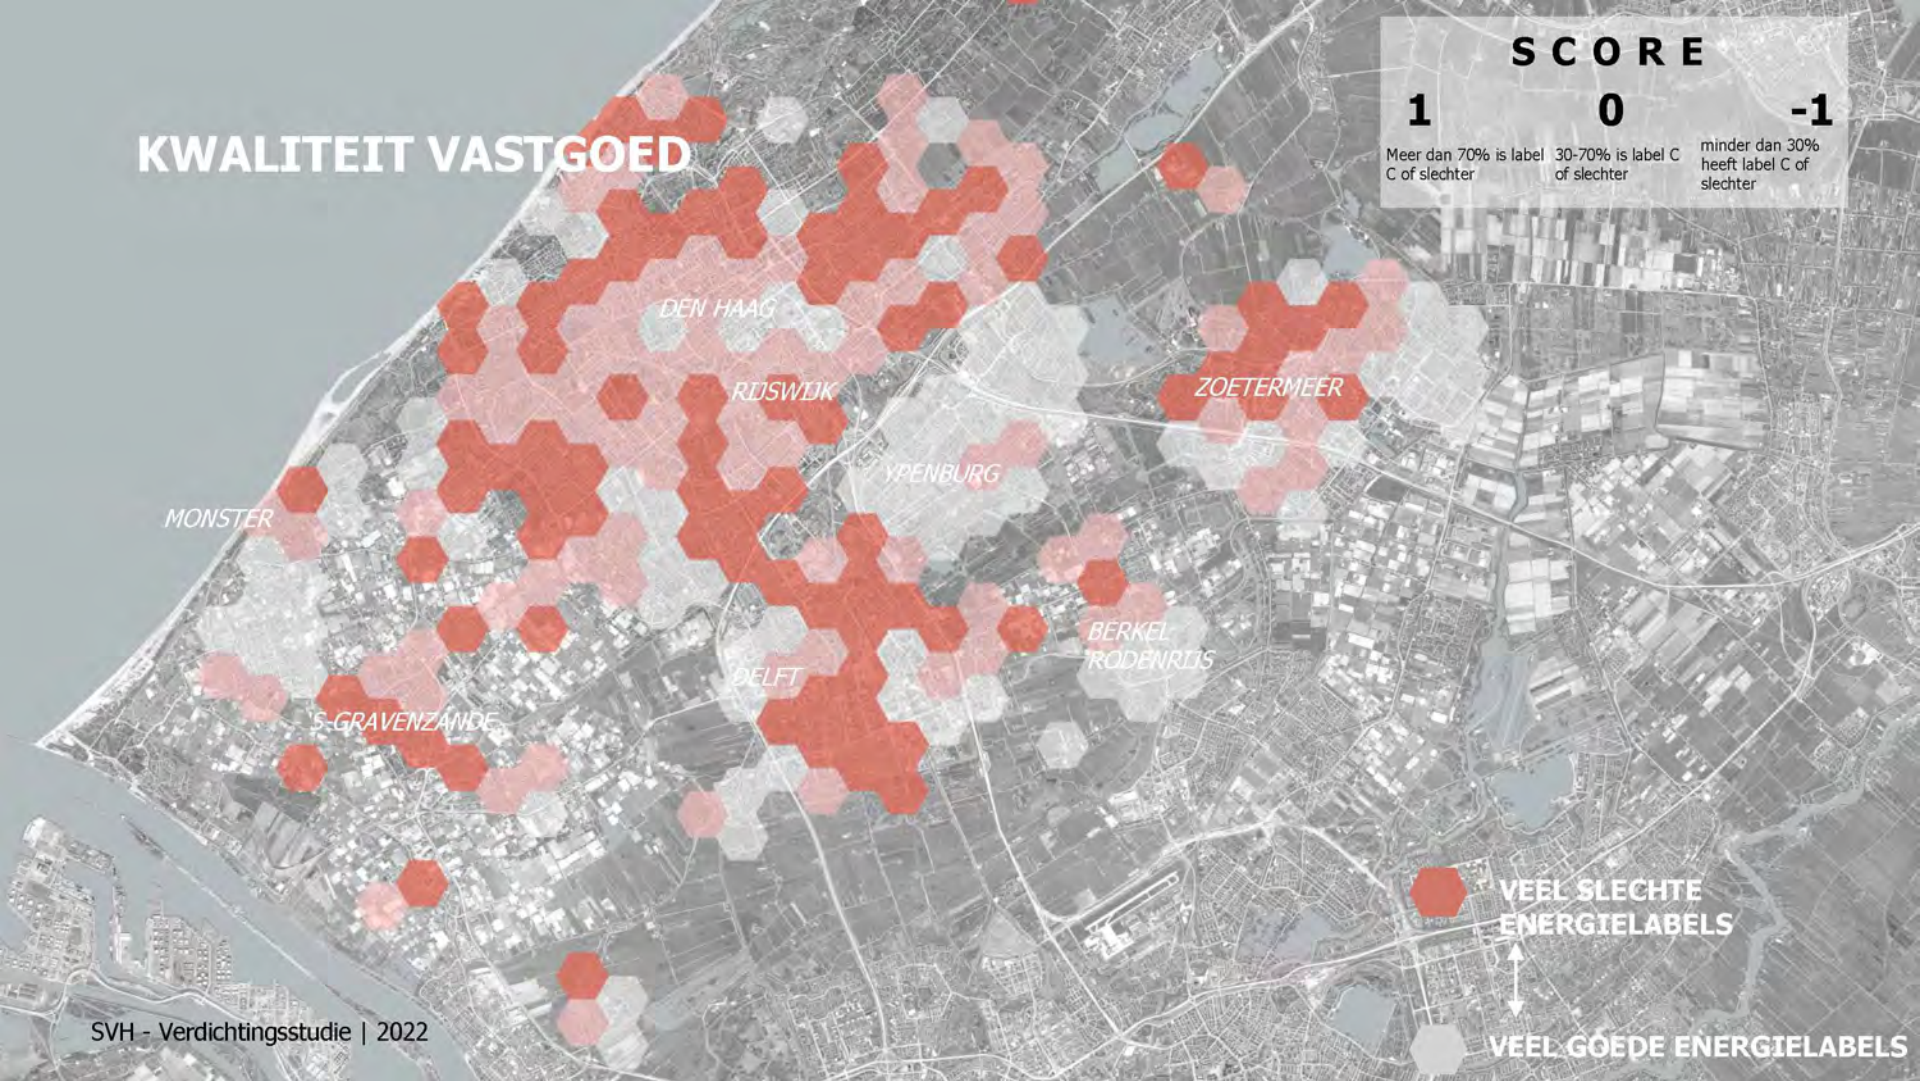 KWALITEIT VASTGOED
SCORE
1 0 -1
Meer dan 70% is label
C of slechter
30-70% is label C
of slechter
minder dan 30%
heeft label C of
slechter
DEN HAAG
RIJSWIJK
ZOETERMEER
YPENBURG
MONSTER
BERKEL
RODENRIJS
DELFT
S-GRAVENZANDE
VEEL SLECHTE
ENERGIELABELS
VEEL GOEDE ENERGIELABELS
SVH - Verdichtingsstudie | 2022